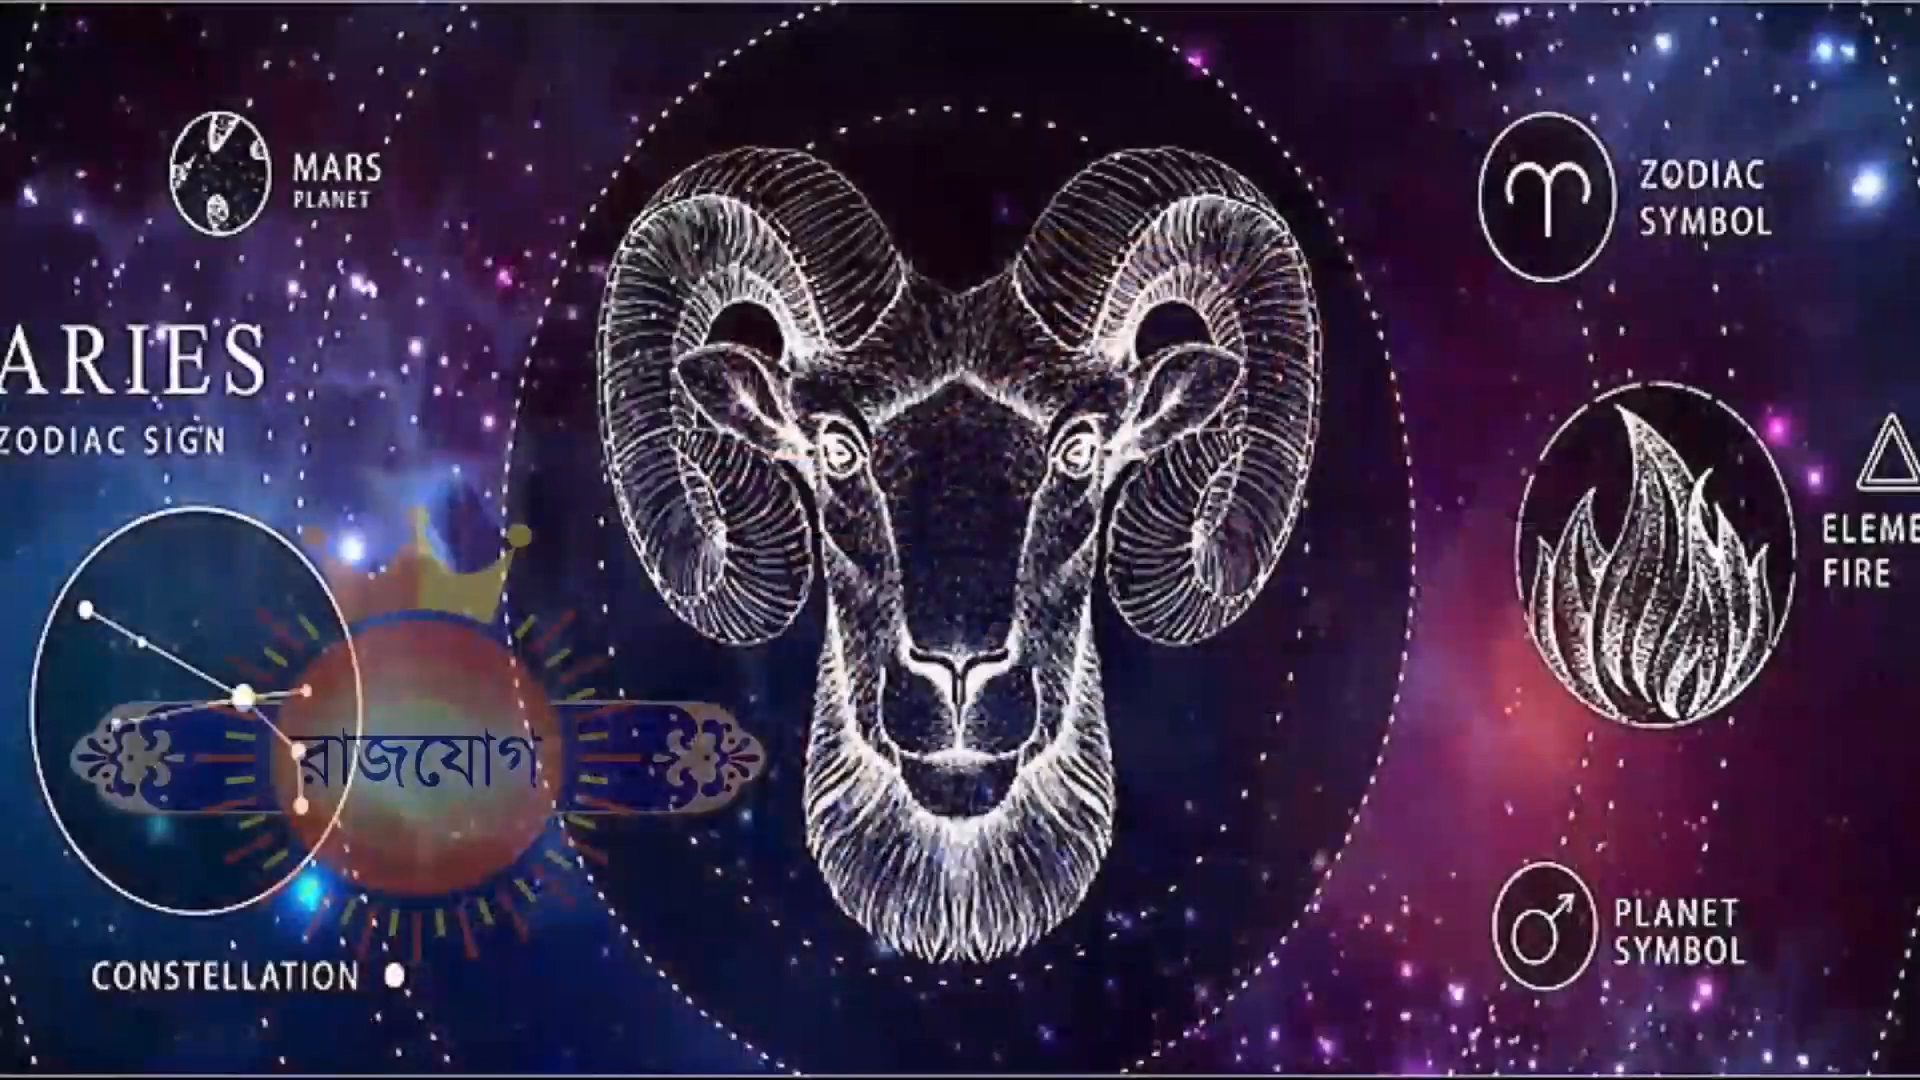 MARS
PLANET
ZODIAC
SYMBOL
ARIES
ZODIAC SIGN
FIRE
রাজযোগ
CONSTELLATION
PLANET
SYMBOL